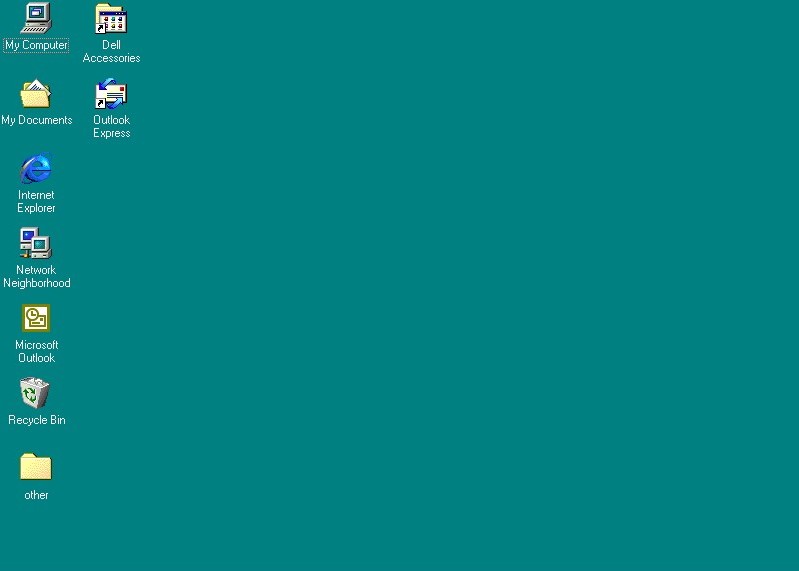 My Computer
Dell
Accessories
My Documents
Outlook
Express
Internet
Explorer
Network
Neighborhood
Microsoft
Outlook
Recycle Bin
other